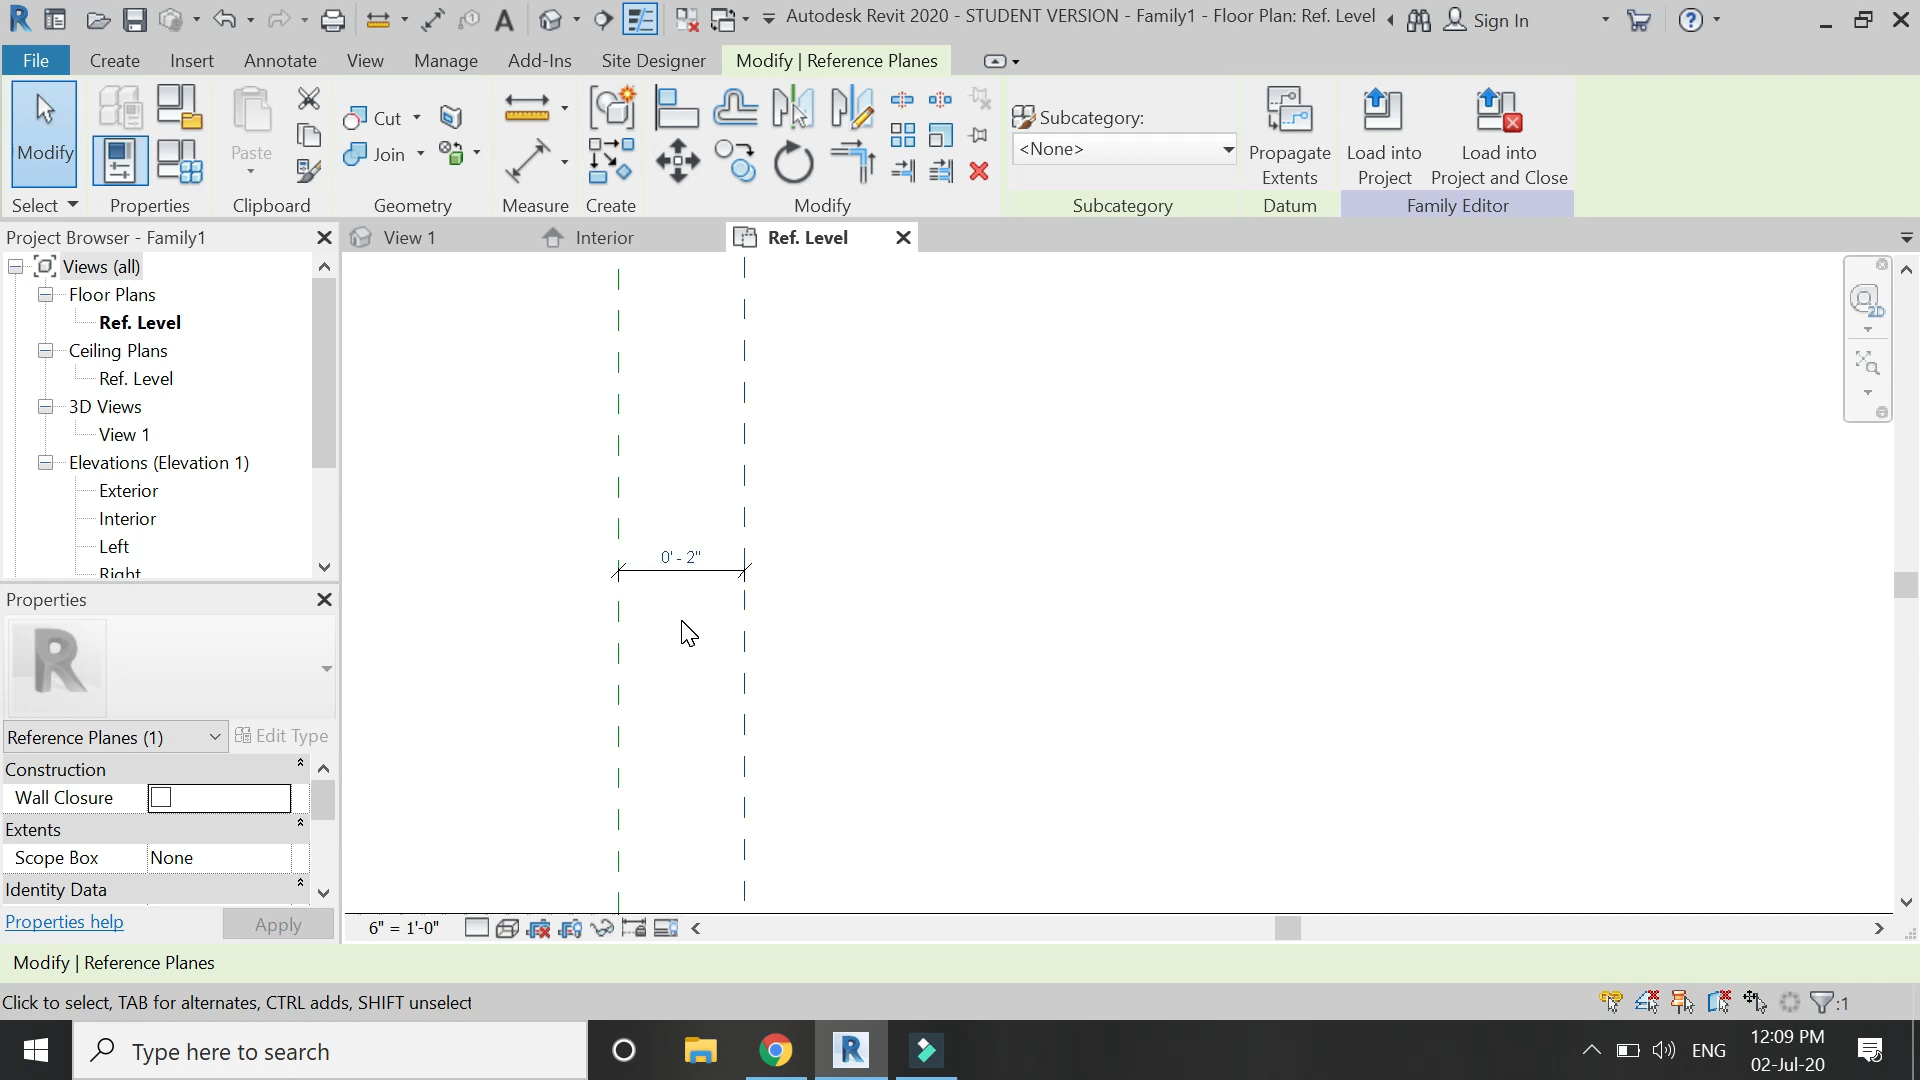 Autodesk Revit 2020 - STUDENT VERSION - Family1 - Floor Plan: Ref. Level
Sign In
File
Create
Insert
Annotate
View
Manage
Add-Ins
Site Designer
Modify | Reference Planes
Modify
Paste
Cut
Join
Subcategory:
<None>
Propagate
Extents
Load into
Project
Load into
Project and Close
Select
Properties
Clipboard
Geometry
Measure
Create
Modify
Subcategory
Datum
Family Editor
Project Browser - Family1
View 1
Interior
Ref. Level
Views (all)
Floor Plans
Ref. Level
Ceiling Plans
Ref. Level
3D Views
View 1
Elevations (Elevation 1)
Exterior
Interior
Left
Right
2D
0' - 2"
Properties
R
Reference Planes (1)
Edit Type
Construction
Wall Closure
Extents
Scope Box
None
Identity Data
Properties help
Apply
6" = 1'-0"
Modify | Reference Planes
Click to select, TAB for alternates, CTRL adds, SHIFT unselect
:1
Type here to search
ENG
12:09 PM
02-Jul-20